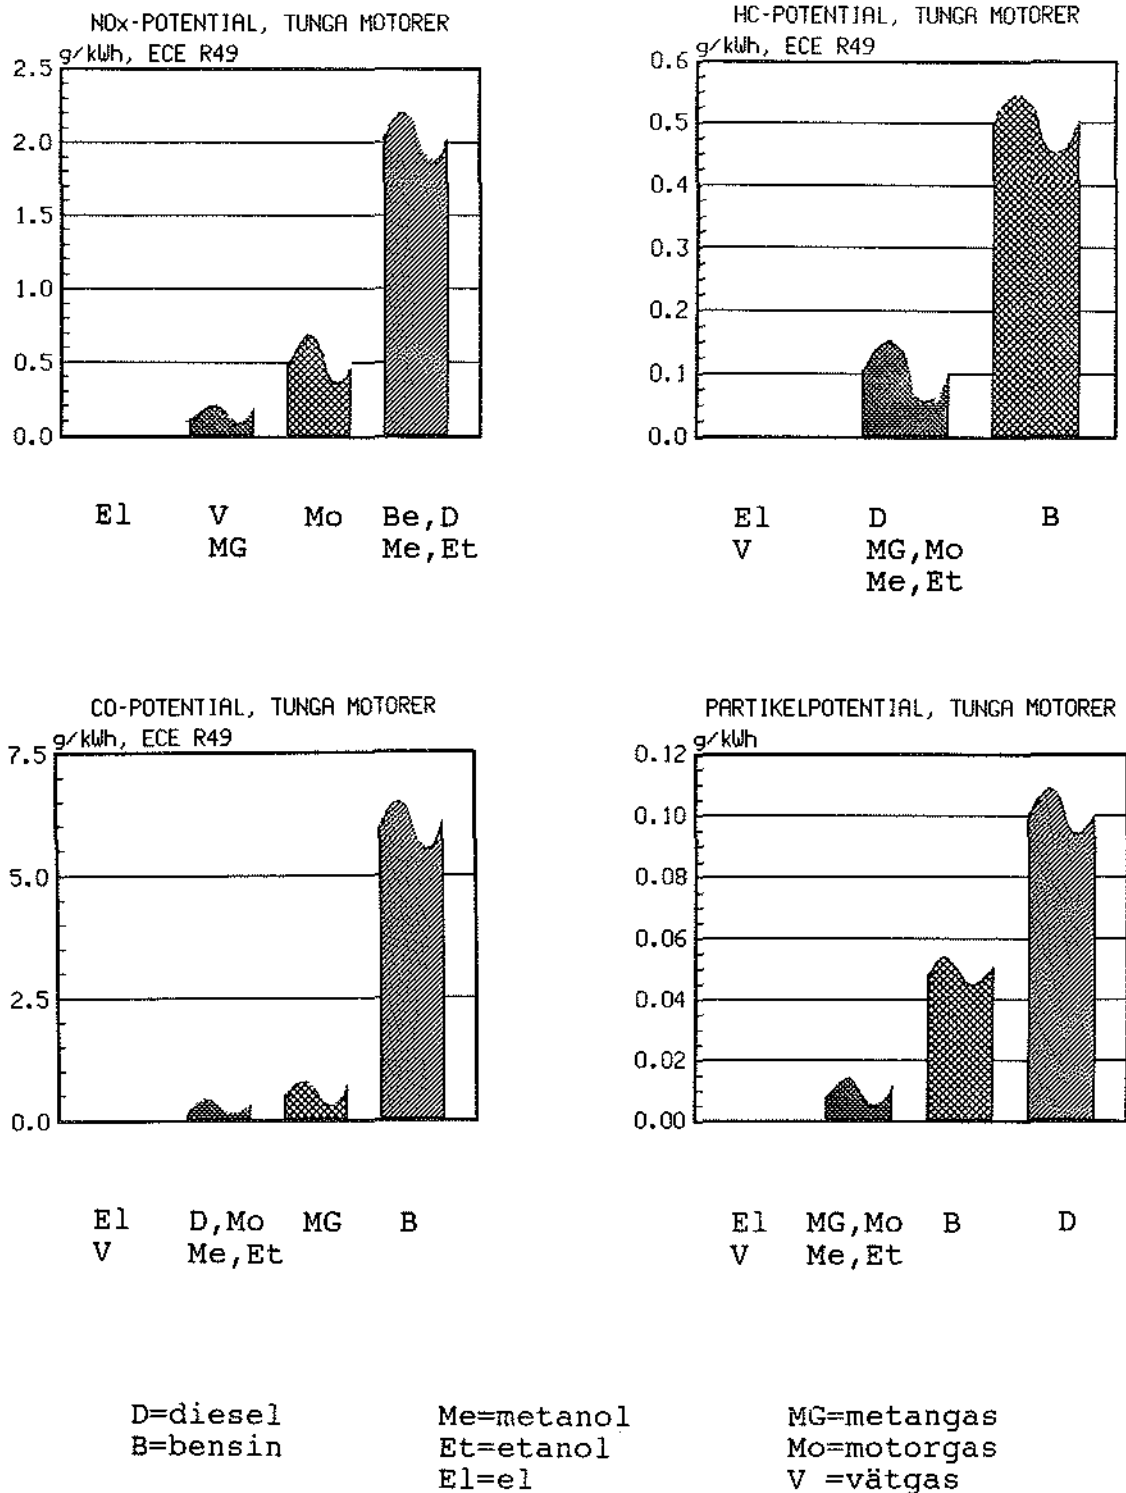 NOx-POTENTIAL, TUNGA MOTORER
g/kWh, ECE R49
2.5
2.0
1.5
1.0
0.5
0.0
El V Mo Be,D
MG Me,Et
HC-POTENTIAL, TUNGA MOTORER
g/kWh, ECE R49
0.6
0.5
0.4
0.3
0.2
0.1
0.0
El D B
V MG,Mo
Me,Et
CO-POTENTIAL, TUNGA MOTORER
g/kWh, ECE R49
7.5
5.0
2.5
0.0
El D,Mo MG B
V Me,Et
PARTIKELPOTENTIAL, TUNGA MOTORER
g/kWh
0.12
0.10
0.08
0.06
0.04
0.02
0.00
El MG,Mo B D
V Me,Et
D=diesel Me=metanol MG=metangas
B=bensin Et=etanol Mo=motorgas
El=el V =vätgas